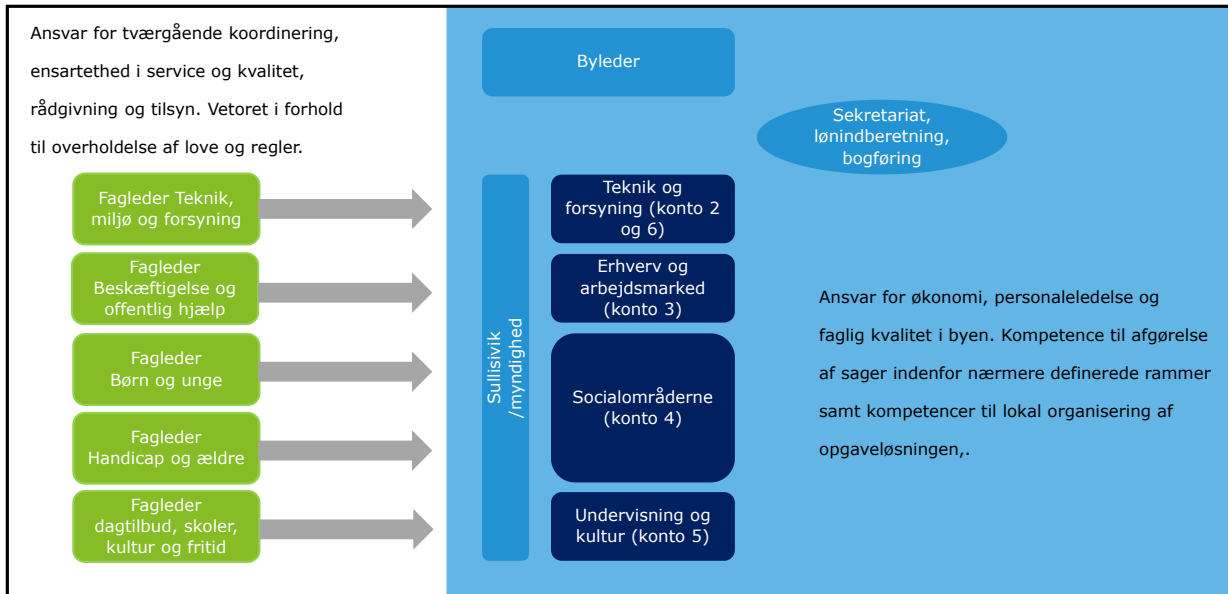 Ansvar for tværgående koordinering,
ensartethed i service og kvalitet,
rådgivning og tilsyn. Vetoret i forhold
til overholdelse af love og regler.
Fagleder Teknik,
miljø og forsyning
Fagleder
Beskæftigelse og
offentlig hjælp
Fagleder
Børn og unge
Fagleder
Handicap og ældre
Fagleder
dagtilbud, skoler,
kultur og fritid
Byleder
Sekretariat,
lønindberetning,
bogføring
Sullisivik
/myndighed
Teknik og
forsyning (konto 2
og 6)
Erhverv og
arbejdsmarked
(konto 3)
Socialområderne
(konto 4)
Undervisning og
kultur (konto 5)
Ansvar for økonomi, personaleledelse og
faglig kvalitet i byen. Kompetence til afgørelse
af sager indenfor nærmere definerede rammer
samt kompetencer til lokal organisering af
opgaveløsningen,.